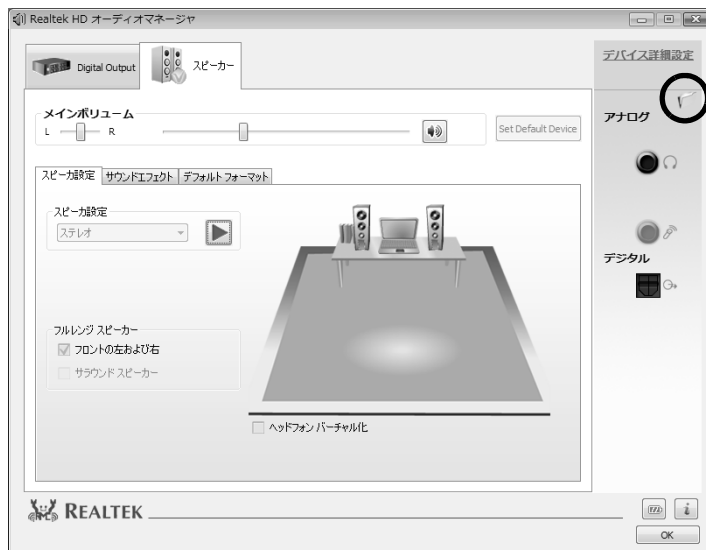 Realtek HD オーディオマネージャ
Digital Output
スピーカー
デバイス詳細設定
メインボリューム
L
R
Set Default Device
アナログ
スピーカ設定
サウンドエフェクト
デフォルト フォーマット
スピーカ設定
ステレオ
デジタル
フルレンジ スピーカー
フロントの左および右
サラウンド スピーカー
ヘッドフォン バーチャル化
REALTEK
i
OK